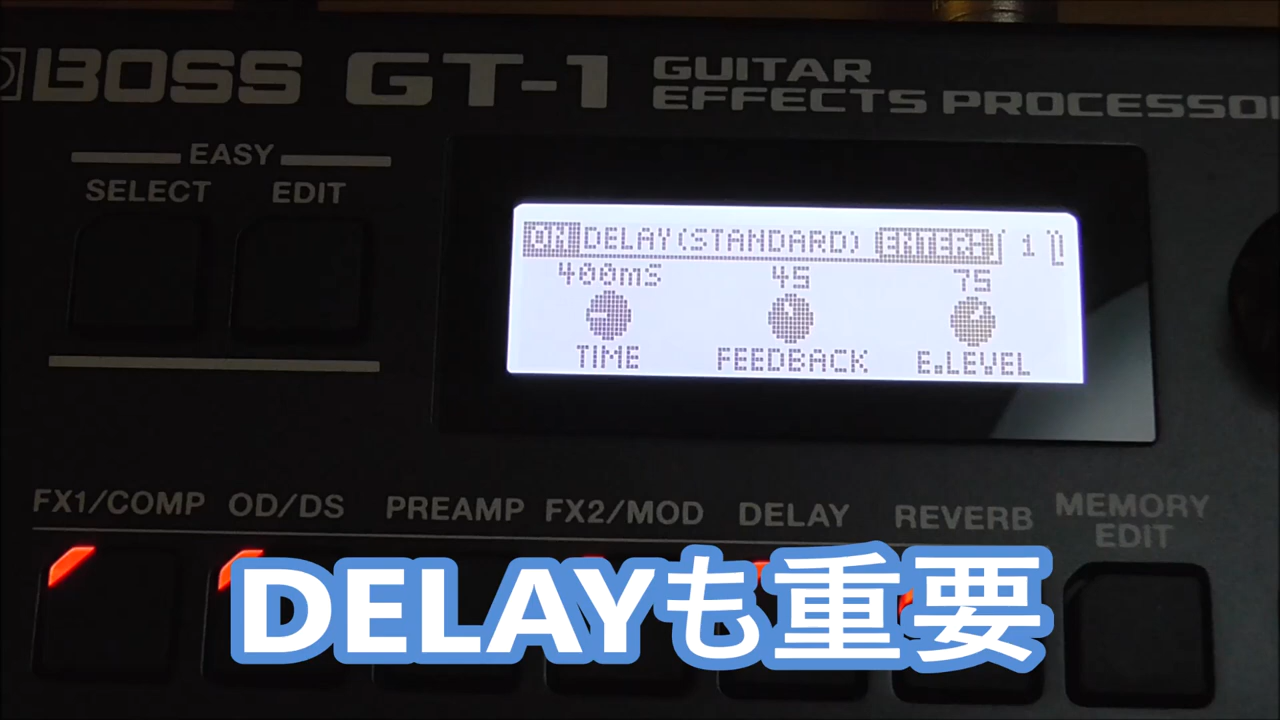 BOSS GT-1 GUITAR
EFFECTS PROCESSO
EASY
SELECT EDIT
ON DELAY(STANDARD) ENTER 1
400mS 45 75
TIME FEEDBACK E.LEVEL
FX1/COMP OD/DS PREAMP FX2/MOD DELAY REVERB MEMORY
EDIT
DELAYも重要